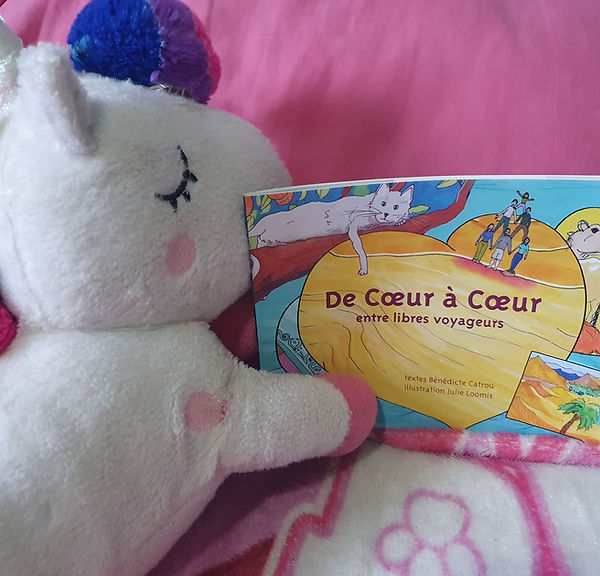 De Cœur à Cœur
entre libres voyageurs
textes Bénédicte Catrou
illustration Julie Loomis